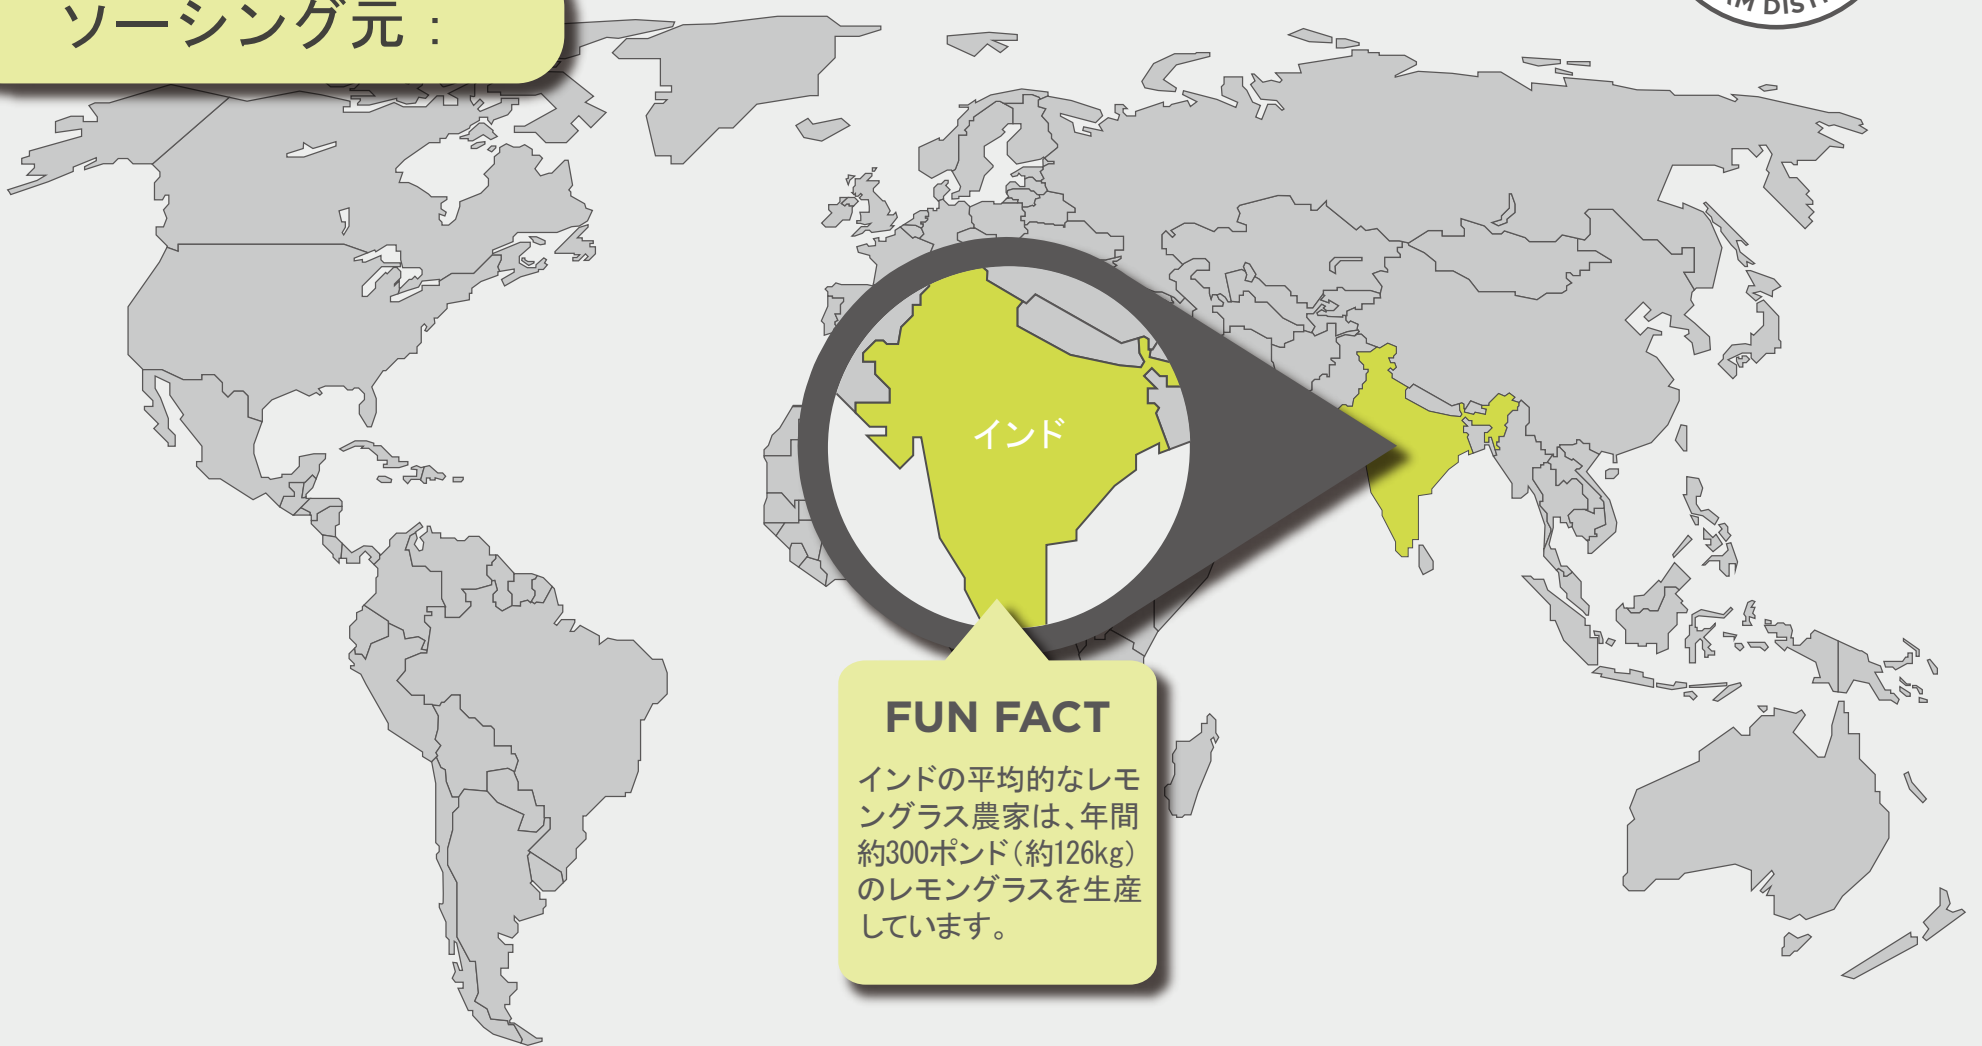 ソーシング元：
インド
FUN FACT
インドの平均的なレモ
ングラス農家は、年間
約300ポンド（約126kg）
のレモングラスを生産
しています。